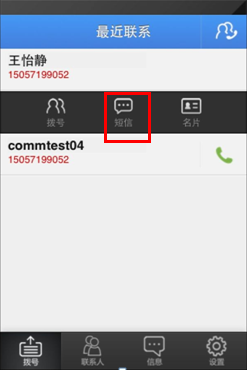 最近联系
王怡静
15057199052
拨号 短信 名片
commtest04
15057199052
拨号 联系人 信息 设置